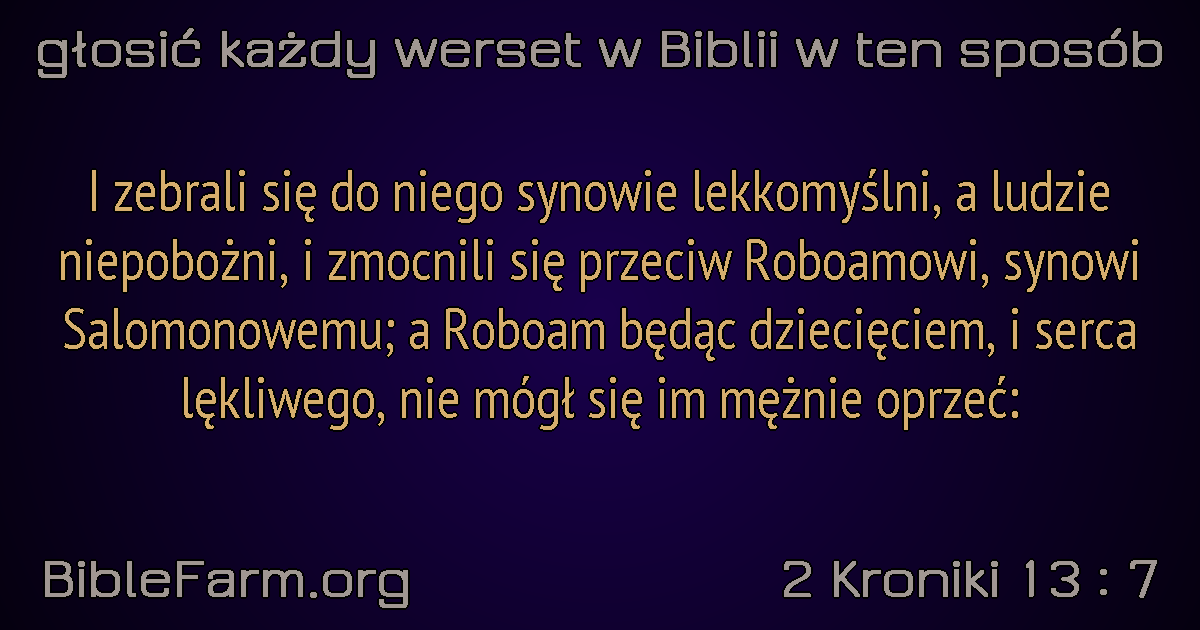 głosić każdy werset w Biblii w ten sposób
I zebrali się do niego synowie lekkomyślni, a ludzie
niepobożni, i zmocnili się przeciw Roboamowi, synowi
Salomonowemu; a Roboam będąc dziecięciem, i serca
lękliwego, nie mógł się im mężnie oprzeć:
BibleFarm.org
2 Kroniki 13 : 7